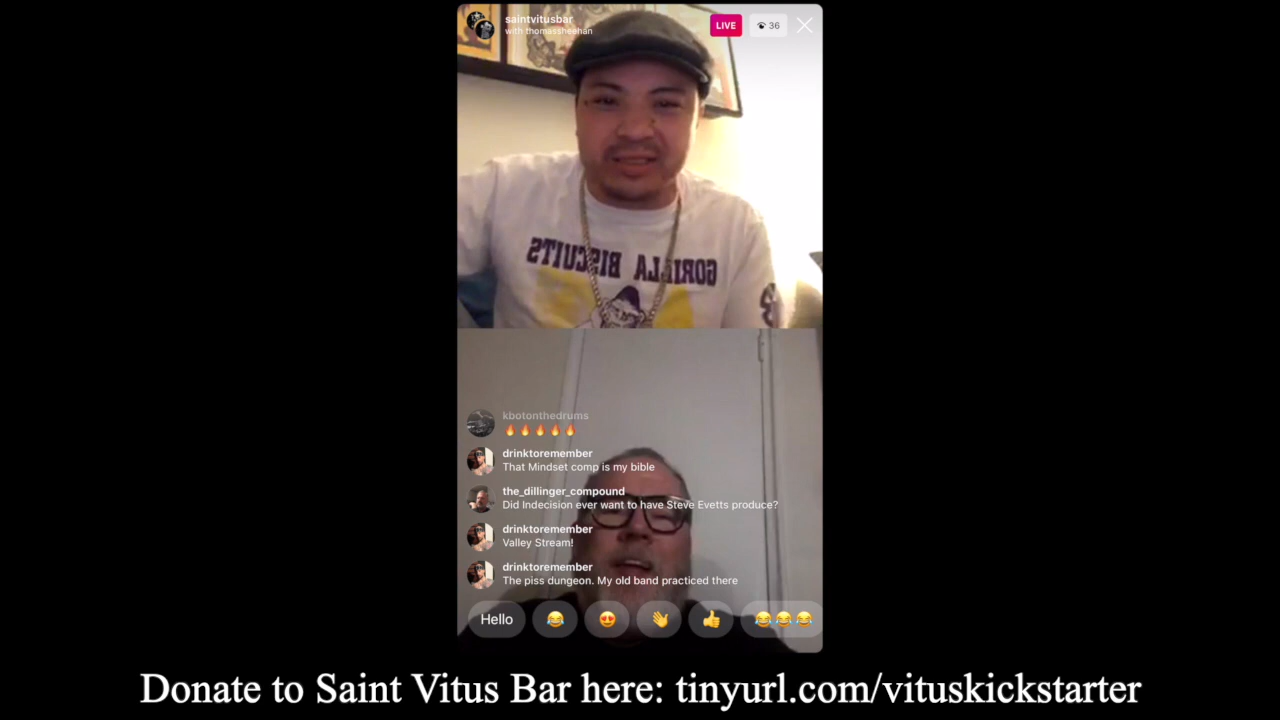 saintvitusbar
with thomassheehan
LIVE
36
GORILLA BISCUITS
kbotonthedrums
🔥🔥🔥🔥🔥
drinktoremember
That Mindset comp is my bible
the_dillinger_compound
Did Indecision ever want to have Steve Evetts produce?
drinktoremember
Valley Stream!
drinktoremember
The piss dungeon. My old band practiced there
Hello 😂 😍 👋 👍 😂😂😂
Donate to Saint Vitus Bar here: tinyurl.com/vituskickstarter